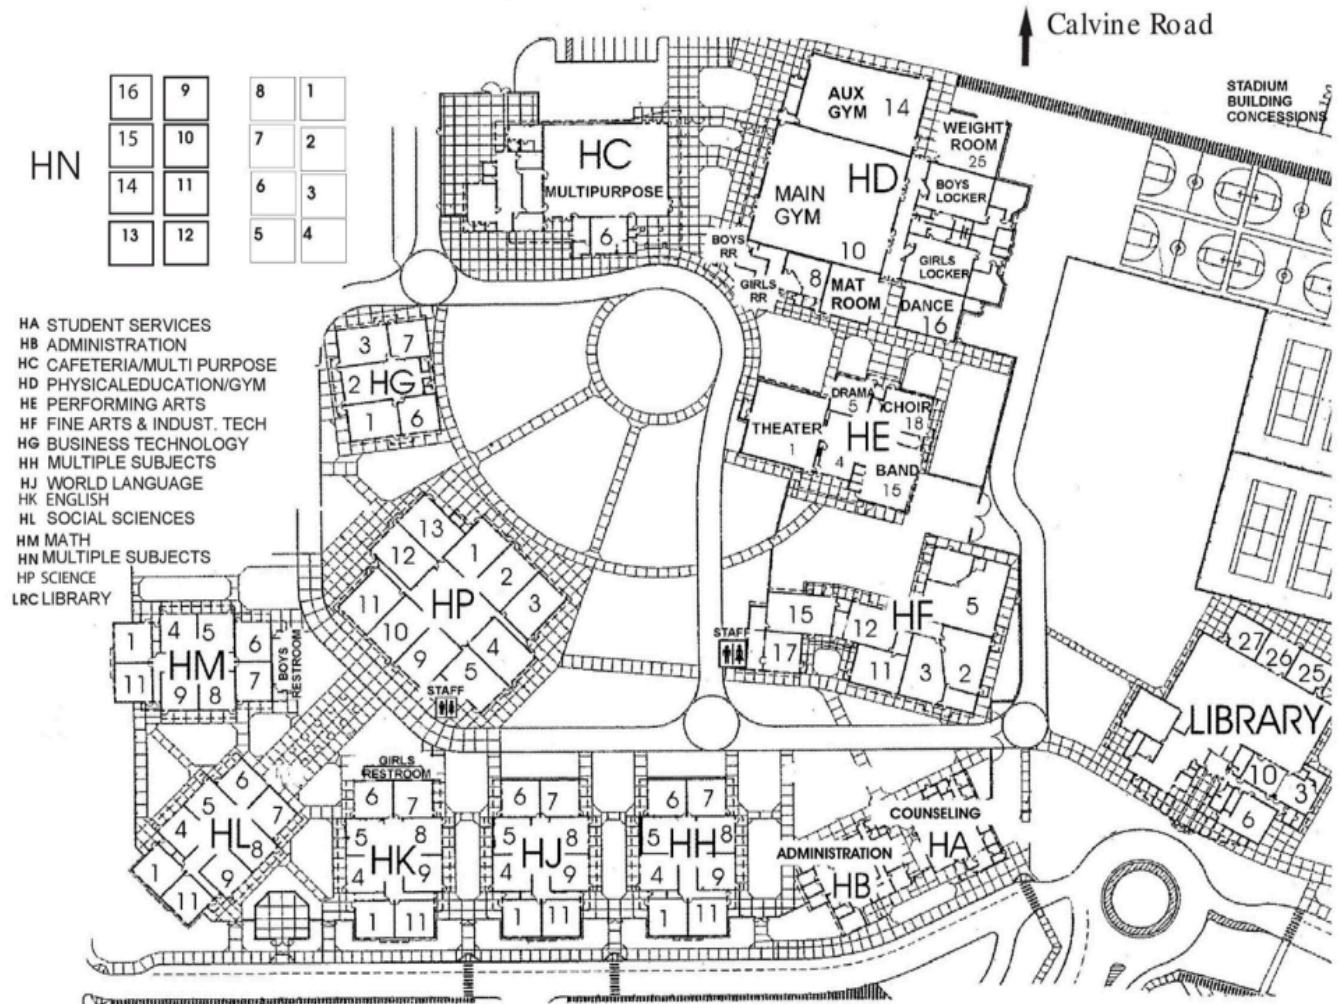 Calvine Road
STADIUM
BUILDING
CONCESSIONS
HN
16 9 8 1
15 10 7 2
14 11 6 3
13 12 5 4
HA STUDENT SERVICES
HB ADMINISTRATION
HC CAFETERIA/MULTI PURPOSE
HD PHYSICALEDUCATION/GYM
HE PERFORMING ARTS
HF FINE ARTS & INDUST. TECH
HG BUSINESS TECHNOLOGY
HH MULTIPLE SUBJECTS
HJ WORLD LANGUAGE
HK ENGLISH
HL SOCIAL SCIENCES
HM MATH
HN MULTIPLE SUBJECTS
HP SCIENCE
LRC LIBRARY
HC
MULTIPURPOSE
6
AUX
GYM 14
WEIGHT
ROOM
25
HD
MAIN
GYM
10
BOYS
LOCKER
GIRLS
LOCKER
BOYS
RR
GIRLS
RR
8
MAT
ROOM
DANCE
16
3 7
2 HG
1 6
DRAMA
5
CHOIR
18
THEATER
1
HE
4
BAND
15
13 1
12 2
11 HP 3
10 4
9 5
STAFF
15 12 HF 5
STAFF
17 11 3 2
27 26 25
LIBRARY
10 3
6
1 4 5 6
HM
11 9 8 7
BOYS
RESTROOM
6
5 7
4 HL 8
1 9
11
GIRLS
RESTROOM
6 7
5 8
HK
4 9
1 11
6 7
5 8
HJ
4 9
1 11
6 7
5 HH 8
4 9
1 11
COUNSELING
HA
ADMINISTRATION
HB